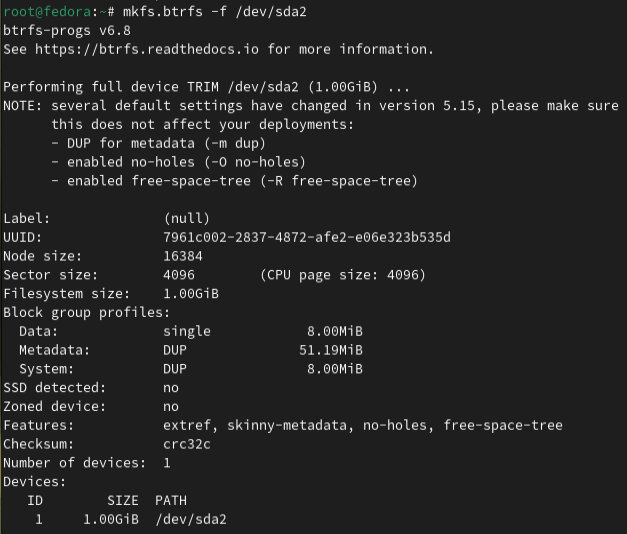 root@fedora:~# mkfs.btrfs -f /dev/sda2
btrfs-progs v6.8
See https://btrfs.readthedocs.io for more information.

Performing full device TRIM /dev/sda2 (1.00GiB) ...
NOTE: several default settings have changed in version 5.15, please make sure
      this does not affect your deployments:
      - DUP for metadata (-m dup)
      - enabled no-holes (-O no-holes)
      - enabled free-space-tree (-R free-space-tree)

Label:              (null)
UUID:               7961c002-2837-4872-afe2-e06e323b535d
Node size:          16384
Sector size:        4096        (CPU page size: 4096)
Filesystem size:    1.00GiB
Block group profiles:
  Data:             single            8.00MiB
  Metadata:         DUP              51.19MiB
  System:           DUP               8.00MiB
SSD detected:       no
Zoned device:       no
Features:           extref, skinny-metadata, no-holes, free-space-tree
Checksum:           crc32c
Number of devices:  1
Devices:
   ID        SIZE  PATH
    1     1.00GiB  /dev/sda2